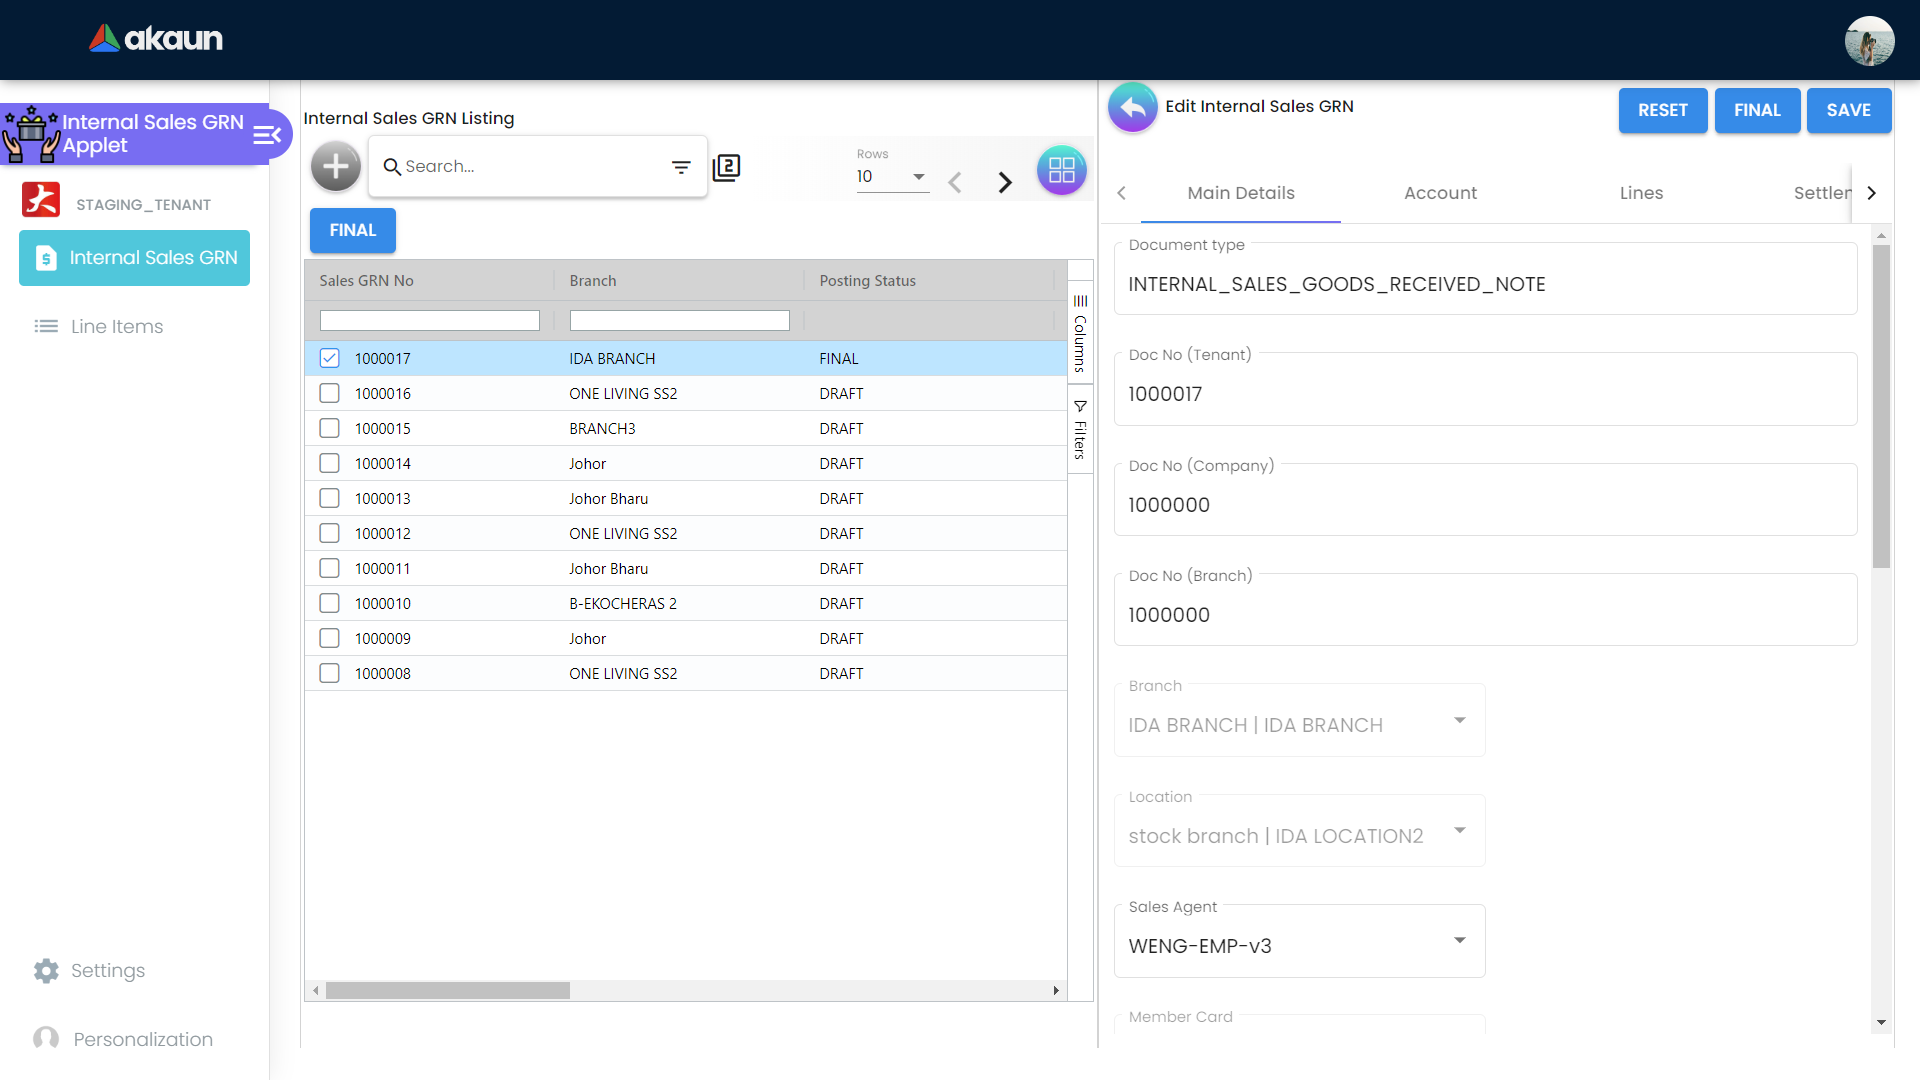 akaun
Internal Sales GRN
Applet
STAGING_TENANT
Internal Sales GRN
Line Items
Settings
Personalization
Internal Sales GRN Listing
Search...
2
Rows
10
FINAL
Sales GRN No Branch Posting Status
1000017 IDA BRANCH FINAL
1000016 ONE LIVING SS2 DRAFT
1000015 BRANCH3 DRAFT
1000014 Johor DRAFT
1000013 Johor Bharu DRAFT
1000012 ONE LIVING SS2 DRAFT
1000011 Johor Bharu DRAFT
1000010 B-EKOCHERAS 2 DRAFT
1000009 Johor DRAFT
1000008 ONE LIVING SS2 DRAFT
Columns
Filters
Edit Internal Sales GRN
RESET FINAL SAVE
Main Details Account Lines Settler
Document type
INTERNAL_SALES_GOODS_RECEIVED_NOTE
Doc No (Tenant)
1000017
Doc No (Company)
1000000
Doc No (Branch)
1000000
Branch
IDA BRANCH | IDA BRANCH
Location
stock branch | IDA LOCATION2
Sales Agent
WENG-EMP-v3
Member Card